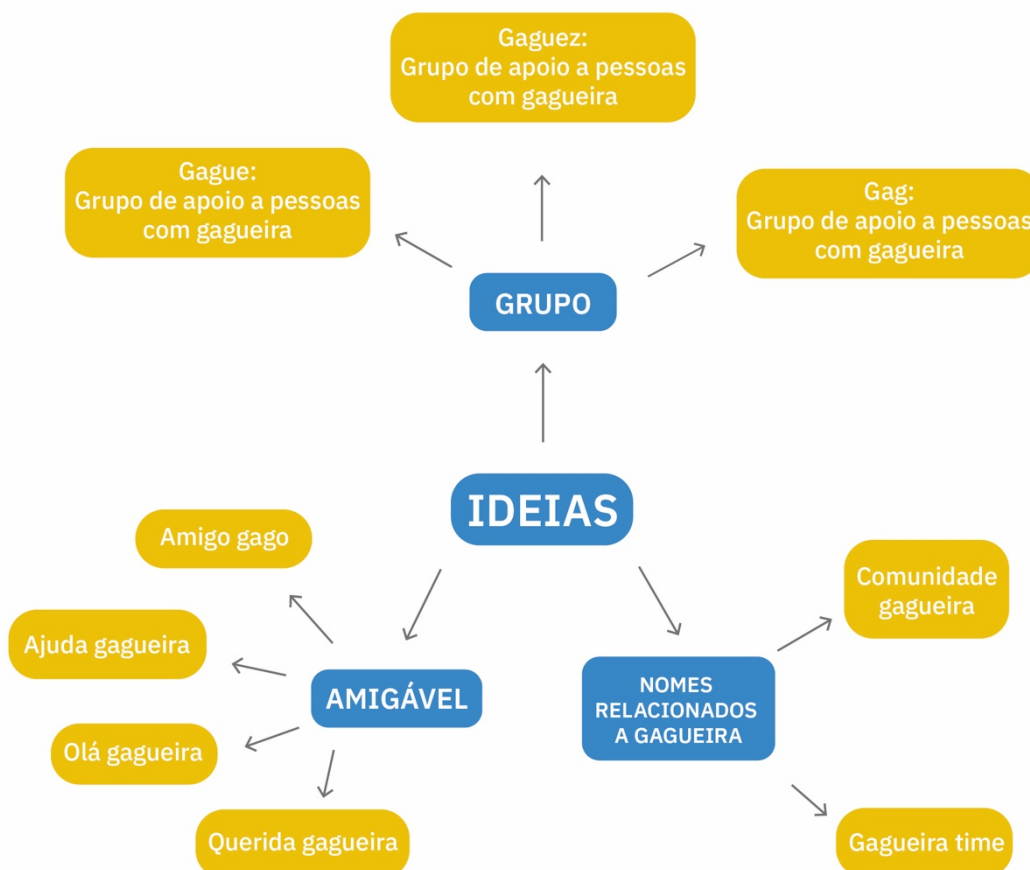 Gaguez:
Grupo de apoio a pessoas
com gagueira
Gague:
Grupo de apoio a pessoas
com gagueira
Gag:
Grupo de apoio a pessoas
com gagueira
GRUPO
IDEIAS
Amigo gago
Ajuda gagueira
Olá gagueira
Querida gagueira
AMIGÁVEL
Comunidade
gagueira
NOMES
RELACIONADOS
A GAGUEIRA
Gagueira time